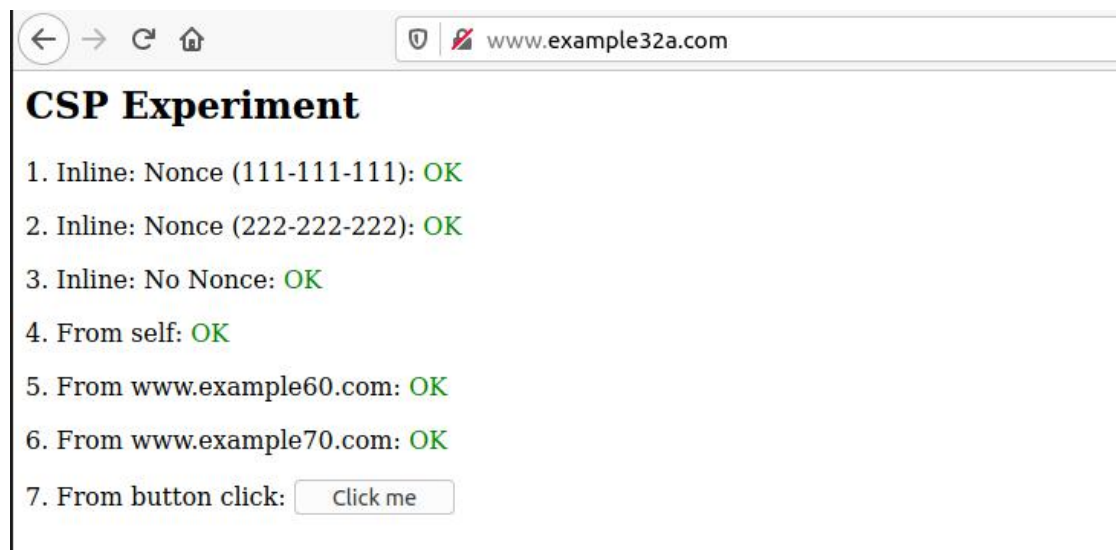 www.example32a.com
CSP Experiment
1. Inline: Nonce (111-111-111): OK
2. Inline: Nonce (222-222-222): OK
3. Inline: No Nonce: OK
4. From self: OK
5. From www.example60.com: OK
6. From www.example70.com: OK
7. From button click: Click me